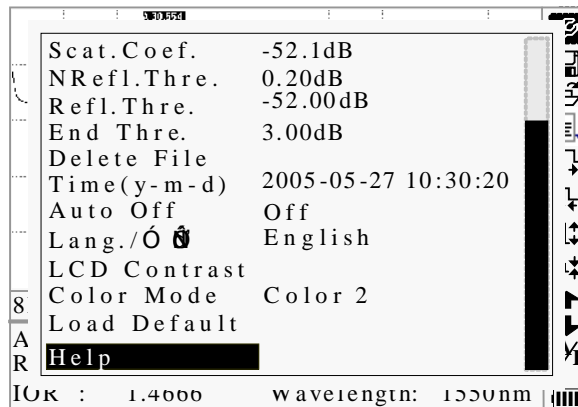 λ 30.554
Scat.Coef. -52.1dB
NRefl.Thre. 0.20dB
Refl.Thre. -52.00dB
End Thre. 3.00dB
Delete File
Time(y-m-d) 2005-05-27 10:30:20
Auto Off Off
Lang./ English
LCD Contrast
Color Mode Color 2
Load Default
8
A
R
Help
IOR : 1.4666 Wavelength: 1550nm